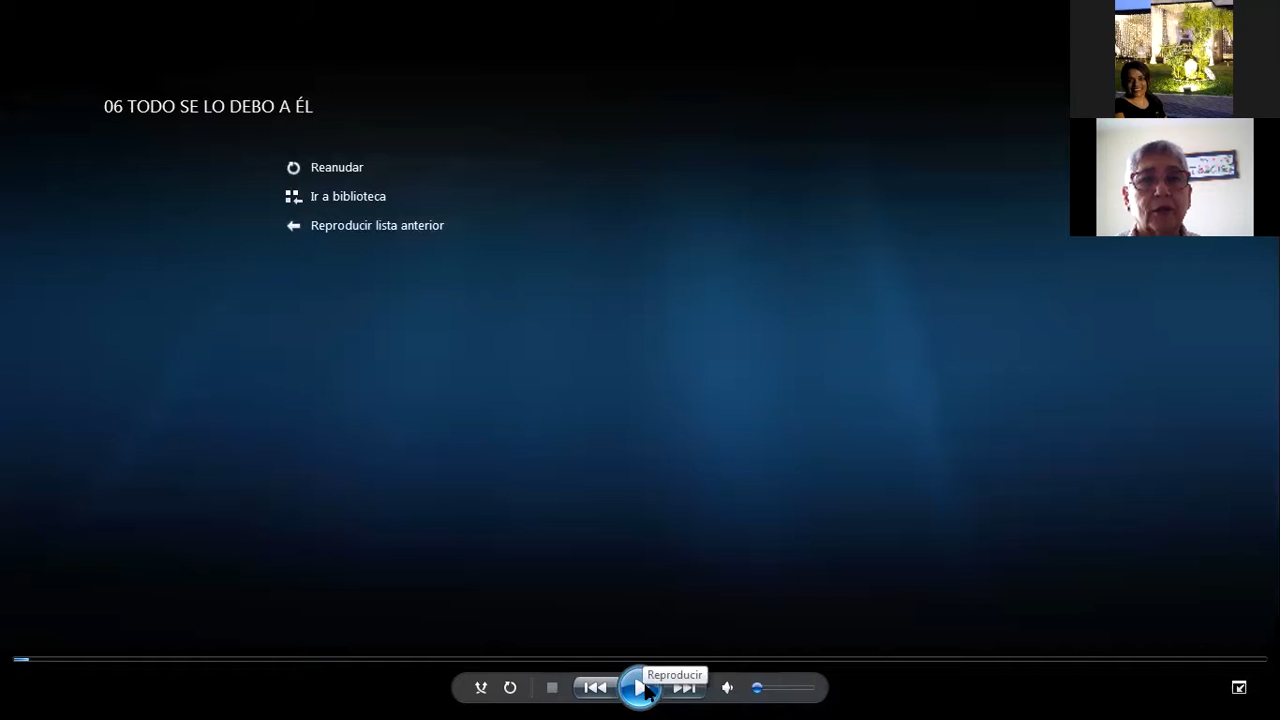 06 TODO SE LO DEBO A ÉL
Reanudar
Ir a biblioteca
Reproducir lista anterior
Reproducir